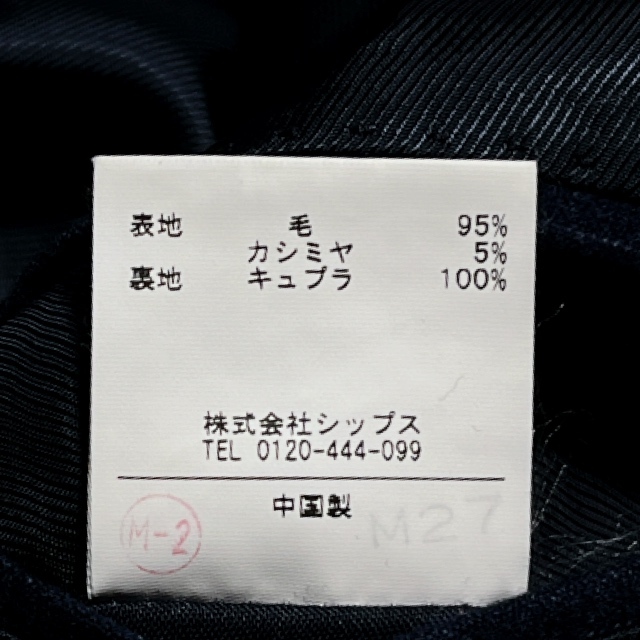 表地 毛 95%
カシミヤ 5%
裏地 キュプラ 100%
株式会社シップス
TEL 0120-444-099
中国製
M-2
M27